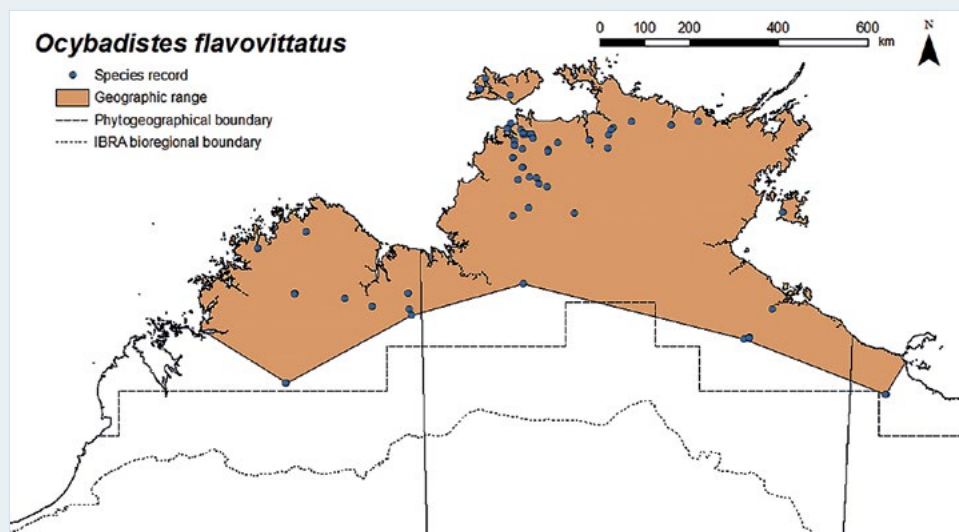 Ocybadistes flavovittatus
Species record
Geographic range
Phytogeographical boundary
IBRA bioregional boundary
0 100 200 400 600
km
N